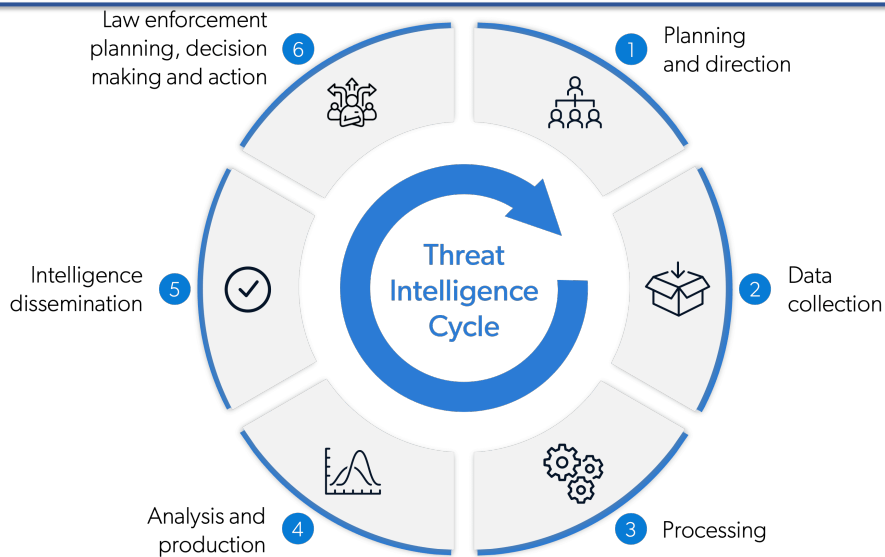 Threat
Intelligence
Cycle
1
Planning
and direction
2
Data
collection
3
Processing
4
Analysis and
production
5
Intelligence
dissemination
6
Law enforcement
planning, decision
making and action